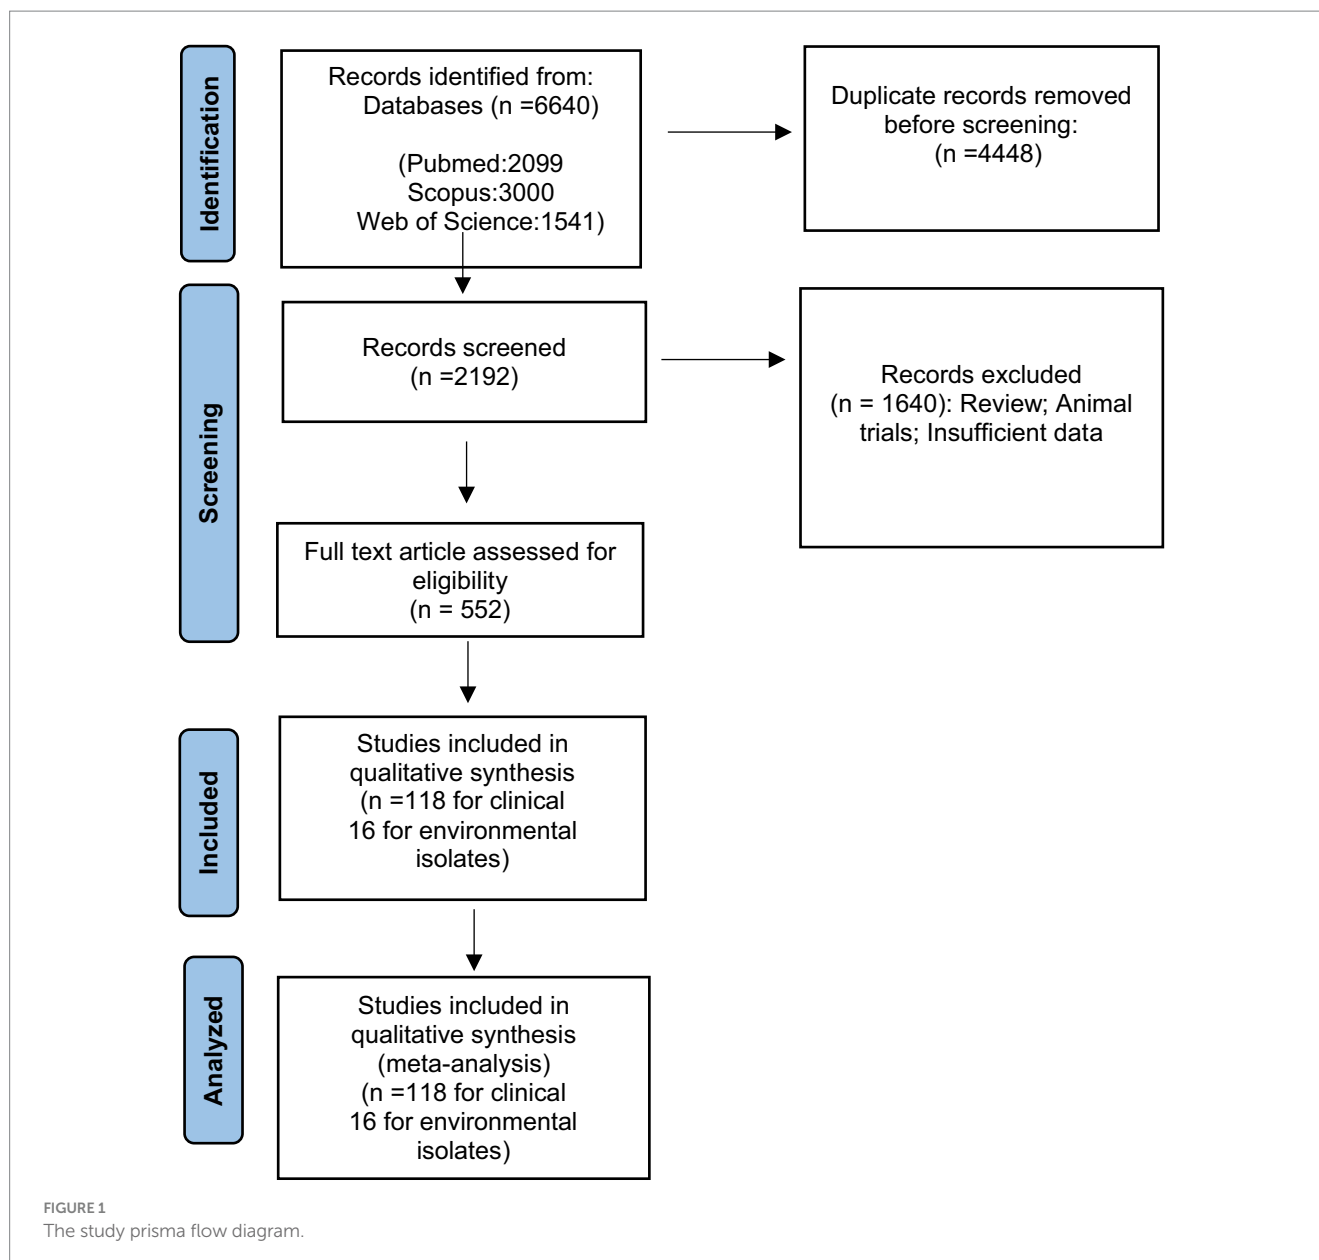 Identification
Records identified from:
Databases (n =6640)
(Pubmed:2099
Scopus:3000
Web of Science:1541)
Duplicate records removed
before screening:
(n =4448)
Screening
Records screened
(n =2192)
Records excluded
(n = 1640): Review; Animal
trials; Insufficient data
Full text article assessed for
eligibility
(n = 552)
Included
Studies included in
qualitative synthesis
(n =118 for clinical
16 for environmental
isolates)
Analyzed
Studies included in
qualitative synthesis
(meta-analysis)
(n =118 for clinical
16 for environmental
isolates)
FIGURE 1
The study prisma flow diagram.